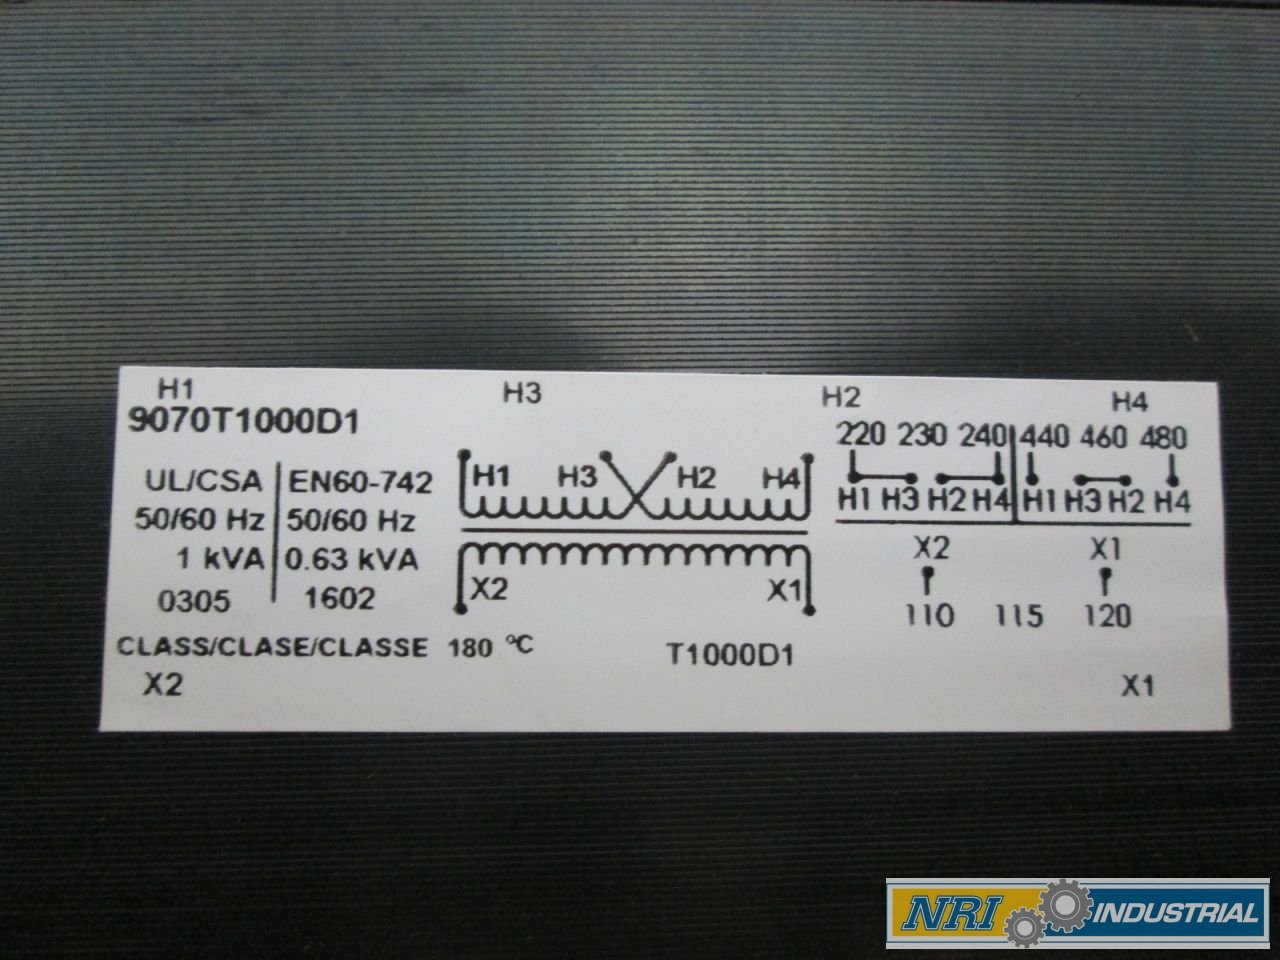 H1 H3 H2 H4
9070T1000D1
220 230 240 440 460 480
UL/CSA EN60-742
H1 H3 H2 H4
H1 H3 H2 H4 H1 H3 H2 H4
50/60 Hz 50/60 Hz
1 kVA 0.63 kVA
X2 X1
0305 1602
X2 X1
110 115 120
CLASS/CLASE/CLASSE 180 °C
T1000D1
X2 X1
NRI INDUSTRIAL